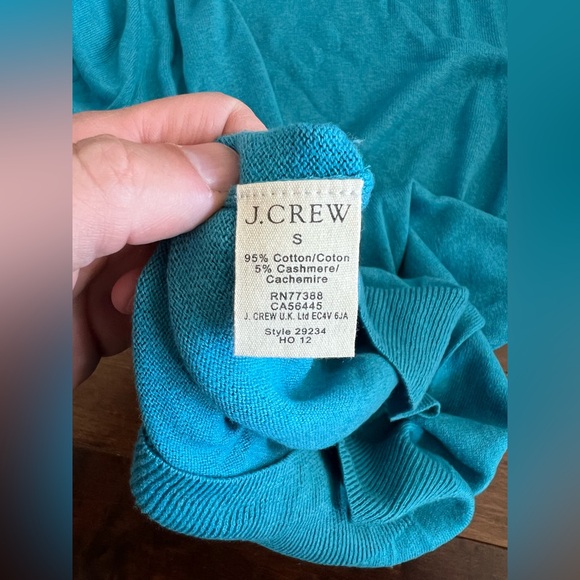 J.CREW
S
95% Cotton/Coton
5% Cashmere/
Cachemire
RN77388
CA56445
J. CREW U.K. Ltd EC4V 6JA
Style 29234
HO 12